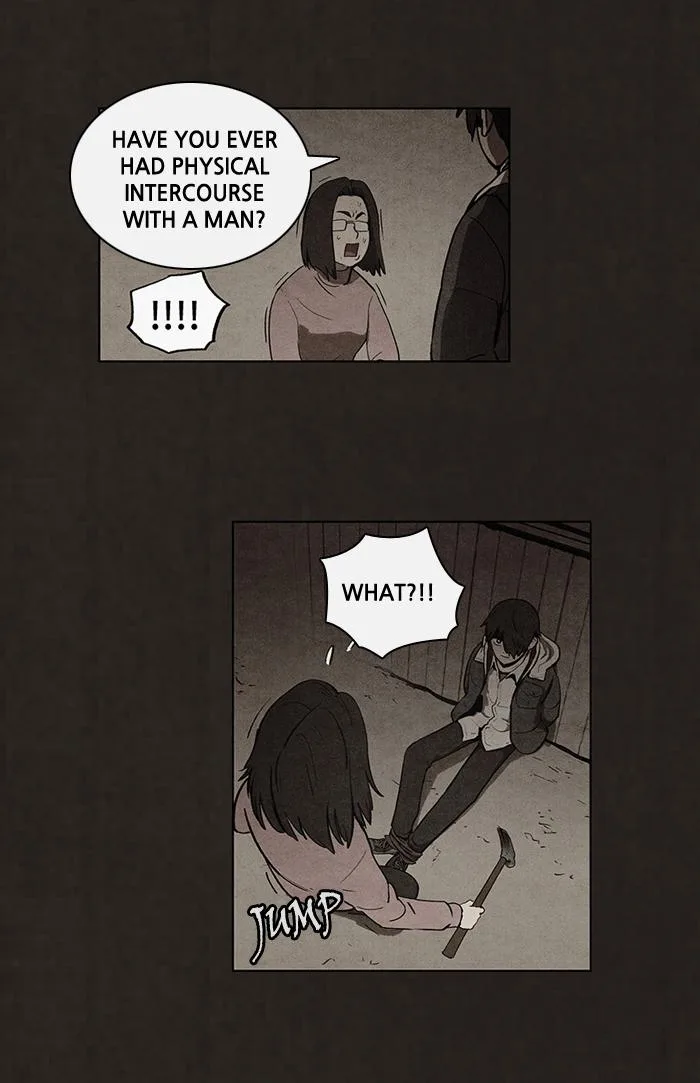 HAVE YOU EVER
HAD PHYSICAL
INTERCOURSE
WITH A MAN?
!!!!
WHAT?!!
JUMP